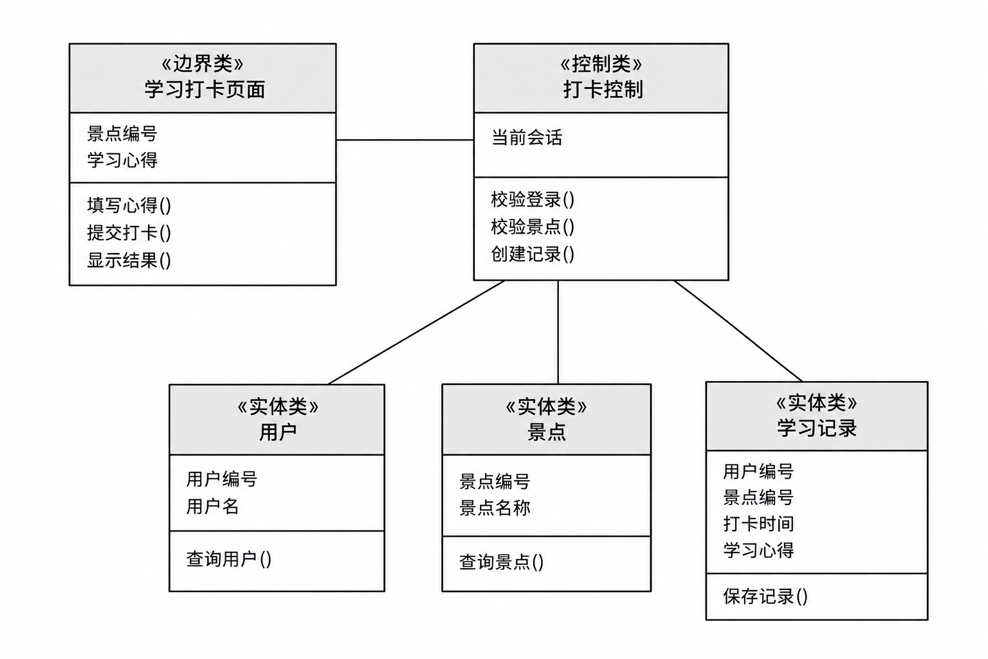 《边界类》
学习打卡页面
景点编号
学习心得
填写心得()
提交打卡()
显示结果()
《控制类》
打卡控制
当前会话
校验登录()
校验景点()
创建记录()
《实体类》
用户
用户编号
用户名
查询用户()
《实体类》
景点
景点编号
景点名称
查询景点()
《实体类》
学习记录
用户编号
景点编号
打卡时间
学习心得
保存记录()